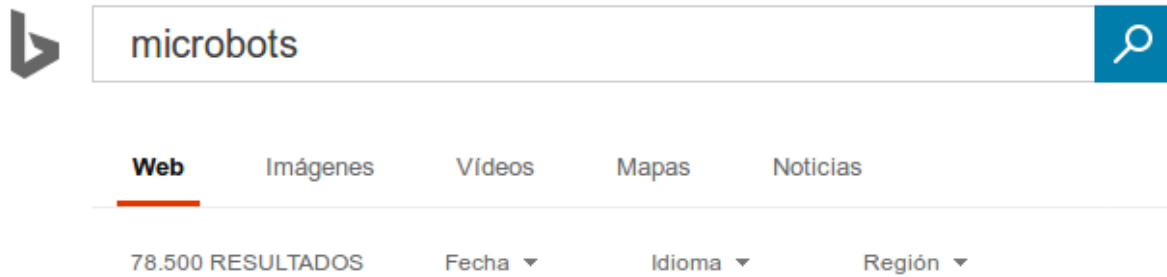 microbots
Web Imágenes Vídeos Mapas Noticias
78.500 RESULTADOS Fecha Idioma Región